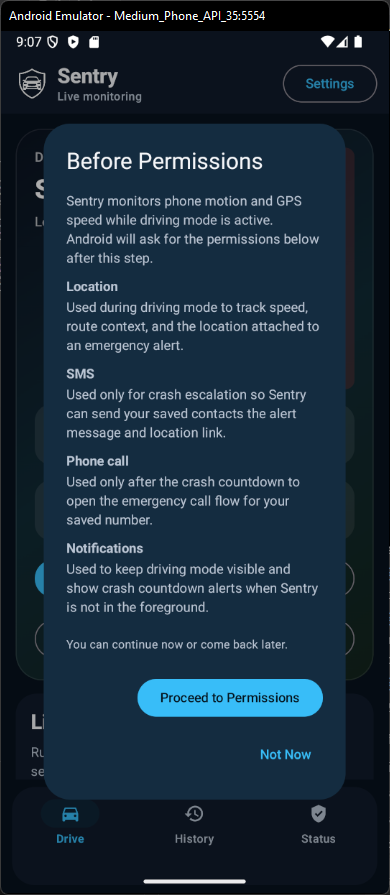 Android Emulator - Medium_Phone_API_35:5554
9:07
Sentry
Live monitoring
Settings
Before Permissions
Sentry monitors phone motion and GPS
speed while driving mode is active.
Android will ask for the permissions below
after this step.
Location
Used during driving mode to track speed,
route context, and the location attached to
an emergency alert.
SMS
Used only for crash escalation so Sentry
can send your saved contacts the alert
message and location link.
Phone call
Used only after the crash countdown to
open the emergency call flow for your
saved number.
Notifications
Used to keep driving mode visible and
show crash countdown alerts when Sentry
is not in the foreground.
You can continue now or come back later.
Proceed to Permissions
Not Now
Drive
History
Status